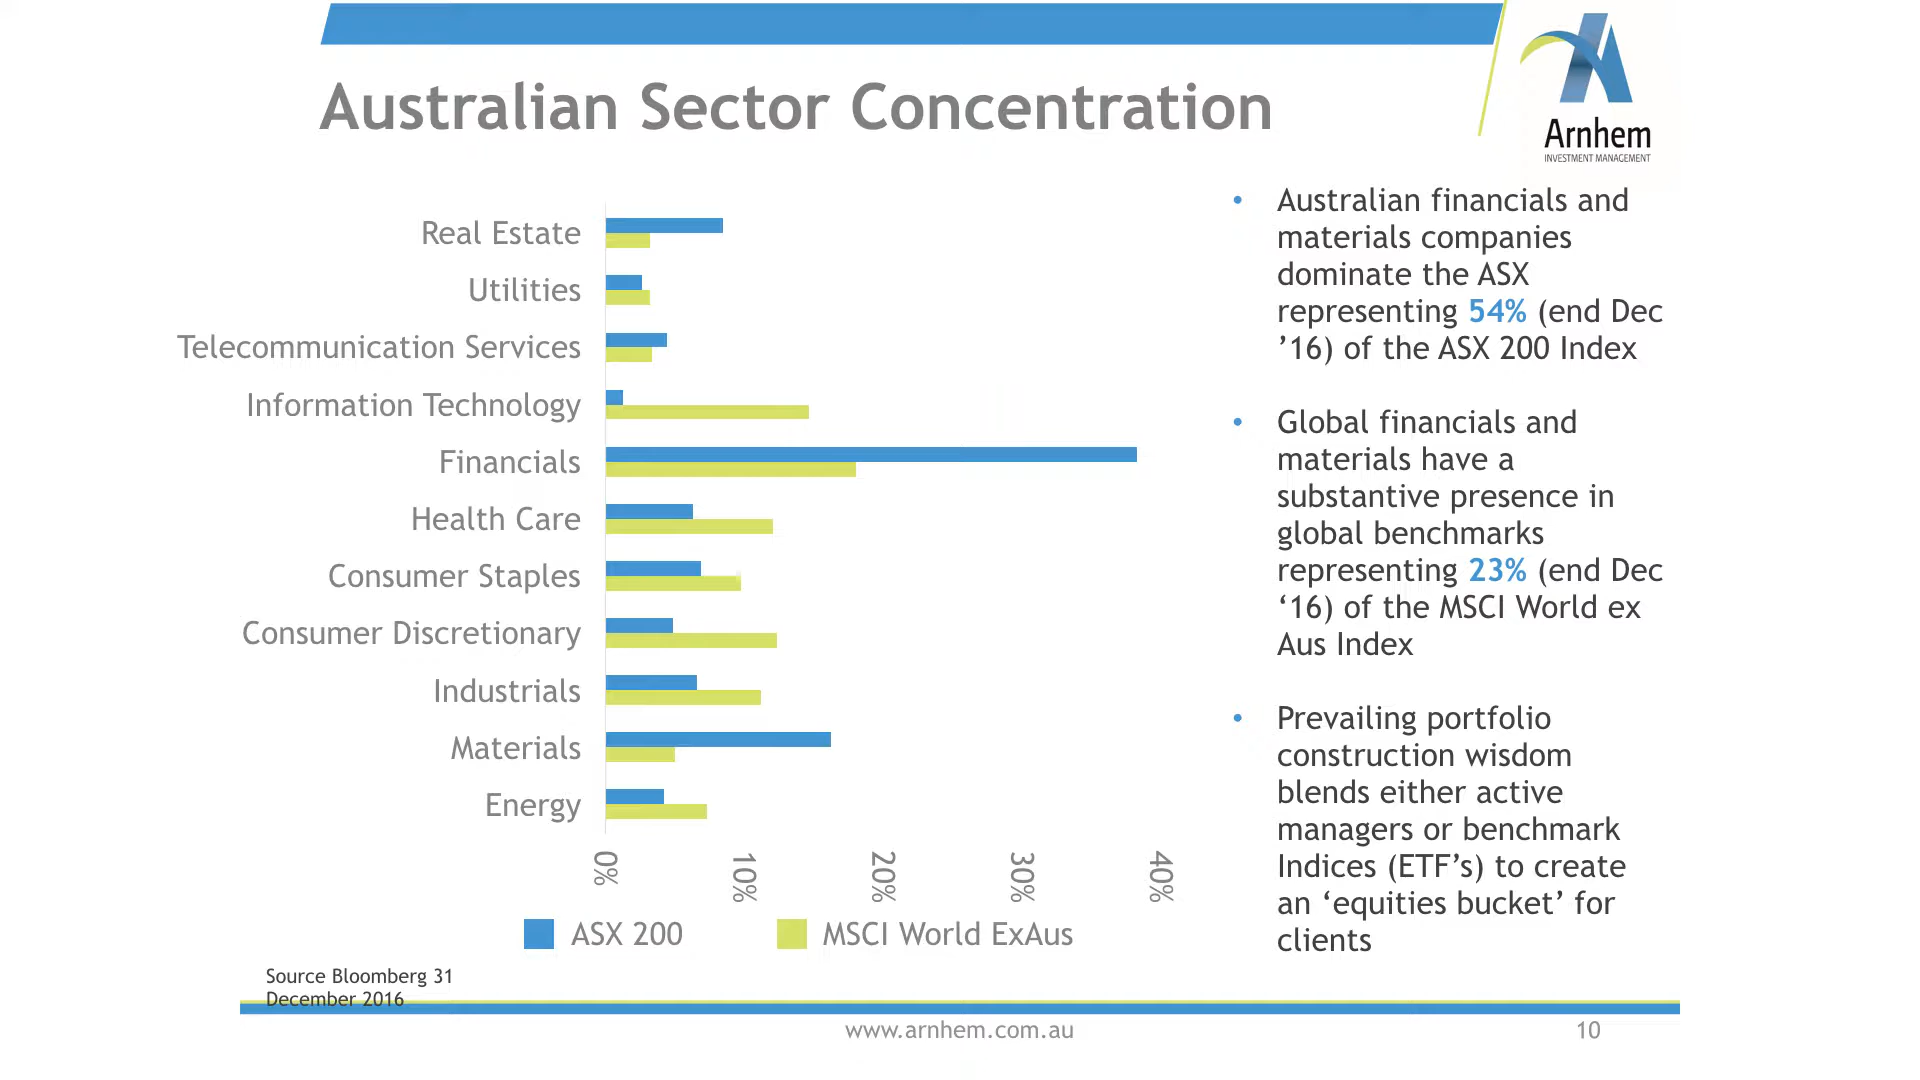 Australian Sector Concentration
Arnhem
INVESTMENT MANAGEMENT
Real Estate
Utilities
Telecommunication Services
Information Technology
Financials
Health Care
Consumer Staples
Consumer Discretionary
Industrials
Materials
Energy
0%
10%
20%
30%
40%
ASX 200
MSCI World ExAus
• Australian financials and
materials companies
dominate the ASX
representing 54% (end Dec
’16) of the ASX 200 Index
• Global financials and
materials have a
substantive presence in
global benchmarks
representing 23% (end Dec
‘16) of the MSCI World ex
Aus Index
• Prevailing portfolio
construction wisdom
blends either active
managers or benchmark
Indices (ETF’s) to create
an ‘equities bucket’ for
clients
Source Bloomberg 31
December 2016
www.arnhem.com.au
10